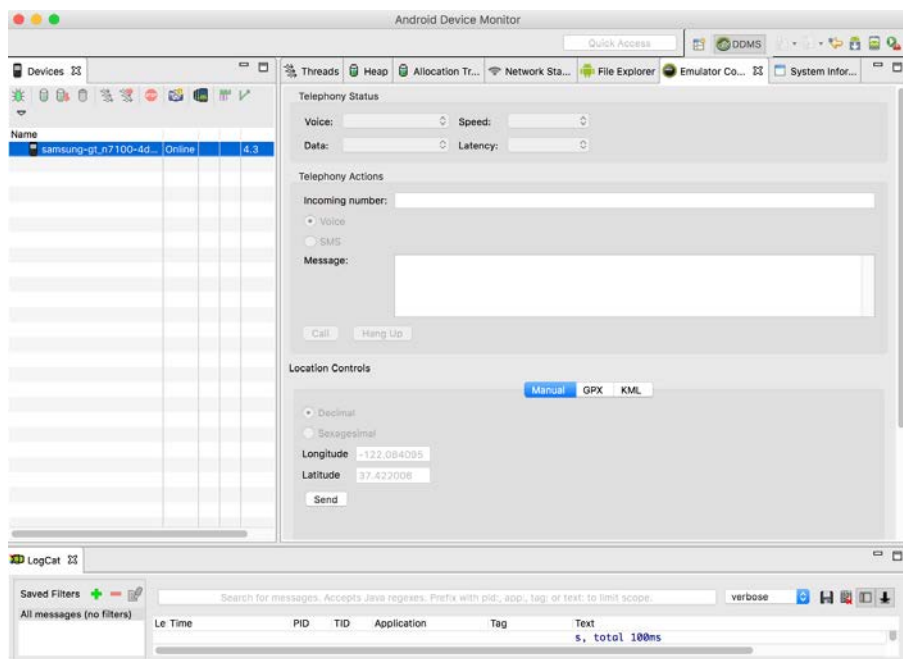 Android Device Monitor
Quick Access
DDMS
Devices
Threads
Heap
Allocation Tr...
Network Sta...
File Explorer
Emulator Co...
System Infor...
Name
samsung-gt_n7100-4d... Online 4.3
Telephony Status
Voice:
Speed:
Data:
Latency:
Telephony Actions
Incoming number:
Voice
SMS
Message:
Call
Hang Up
Location Controls
Manual
GPX
KML
Decimal
Sexagesimal
Longitude -122.084095
Latitude 37.422006
Send
LogCat
Saved Filters
All messages (no filters)
Search for messages. Accepts Java regexes. Prefix with pid:, app:, tag: or text: to limit scope.
verbose
Le Time PID TID Application Tag Text
s, total 100ms